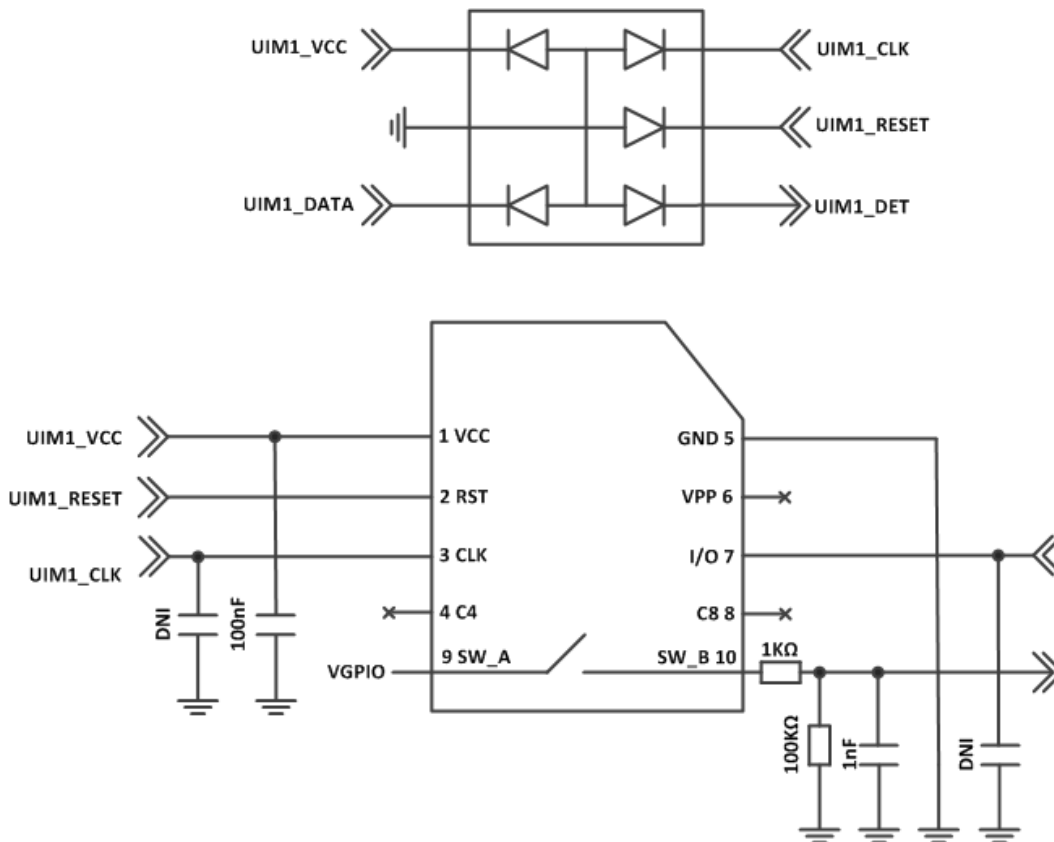 UIM1_VCC
UIM1_CLK
UIM1_RESET
UIM1_DATA
UIM1_DET
UIM1_VCC
1 VCC
GND 5
UIM1_RESET
2 RST
VPP 6
UIM1_CLK
3 CLK
I/O 7
DNI
100nF
4 C4
C8 8
VGPIO
9 SW_A
SW_B 10
1KΩ
100KΩ
1nF
DNI